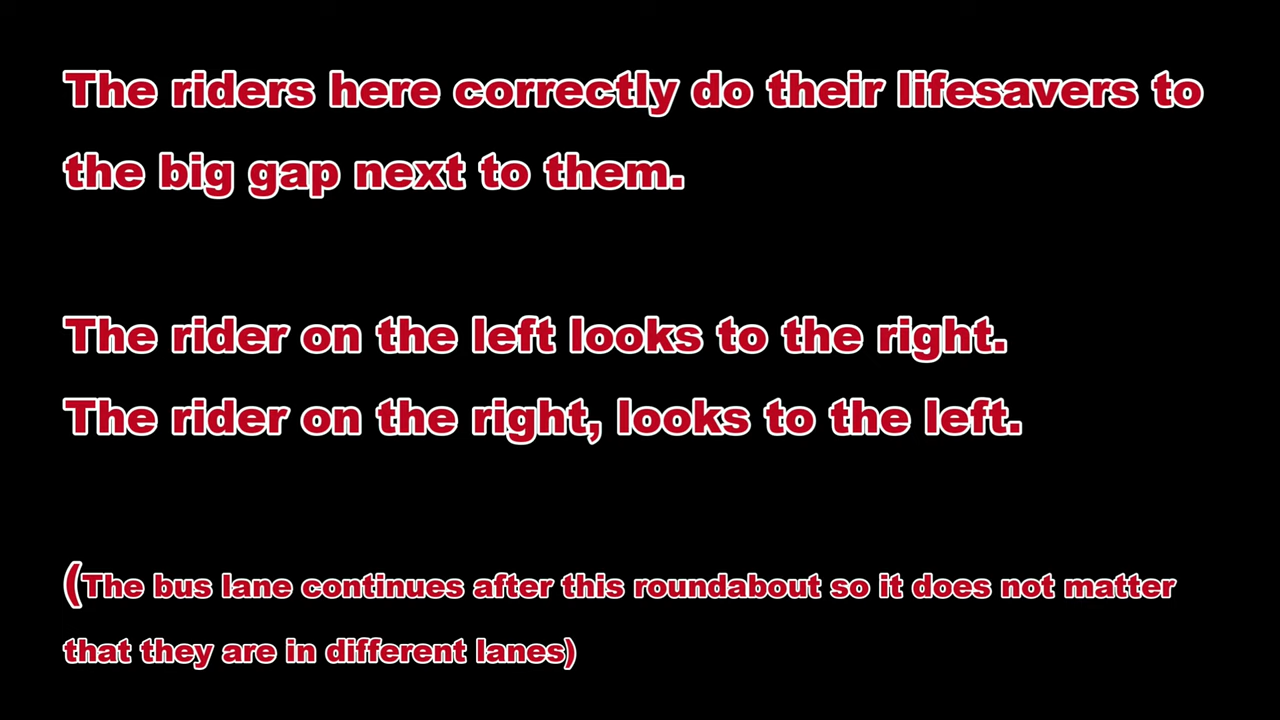 The riders here correctly do their lifesavers to
the big gap next to them.
The rider on the left looks to the right.
The rider on the right, looks to the left.
(The bus lane continues after this roundabout so it does not matter
that they are in different lanes)